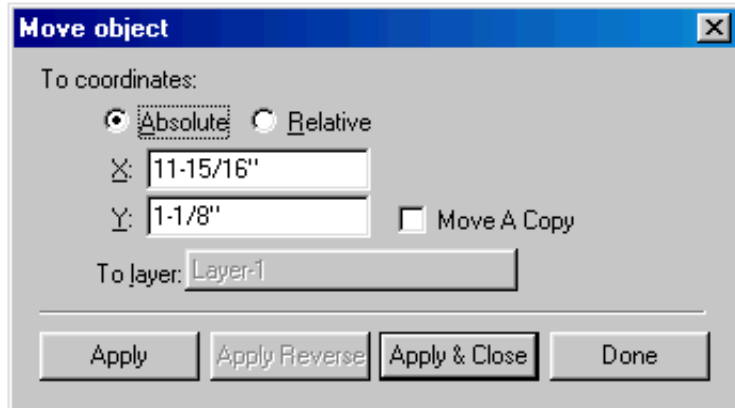 Move object
To coordinates:
Absolute Relative
X: 11-15/16"
Y: 1-1/8" Move A Copy
To layer: Layer-1
Apply Apply Reverse Apply & Close Done